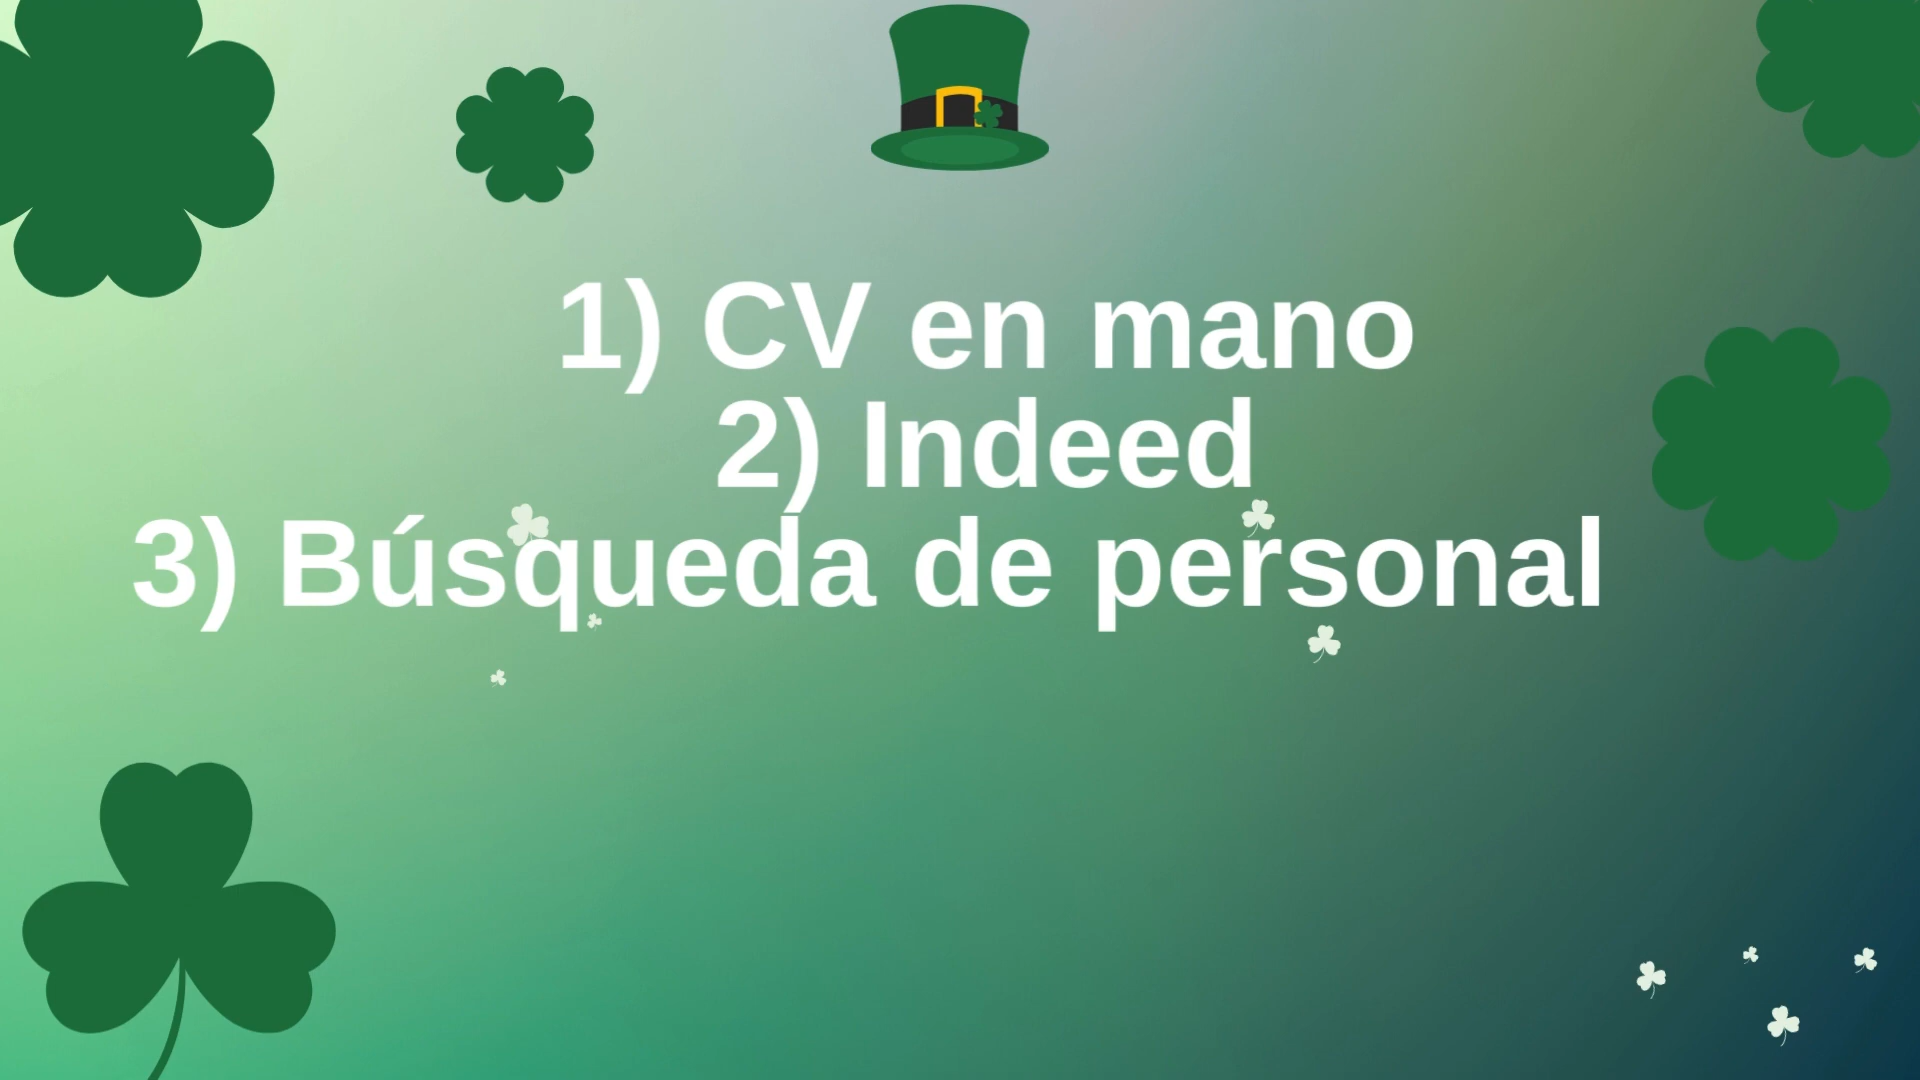 1) CV en mano
2) Indeed
3) Búsqueda de personal